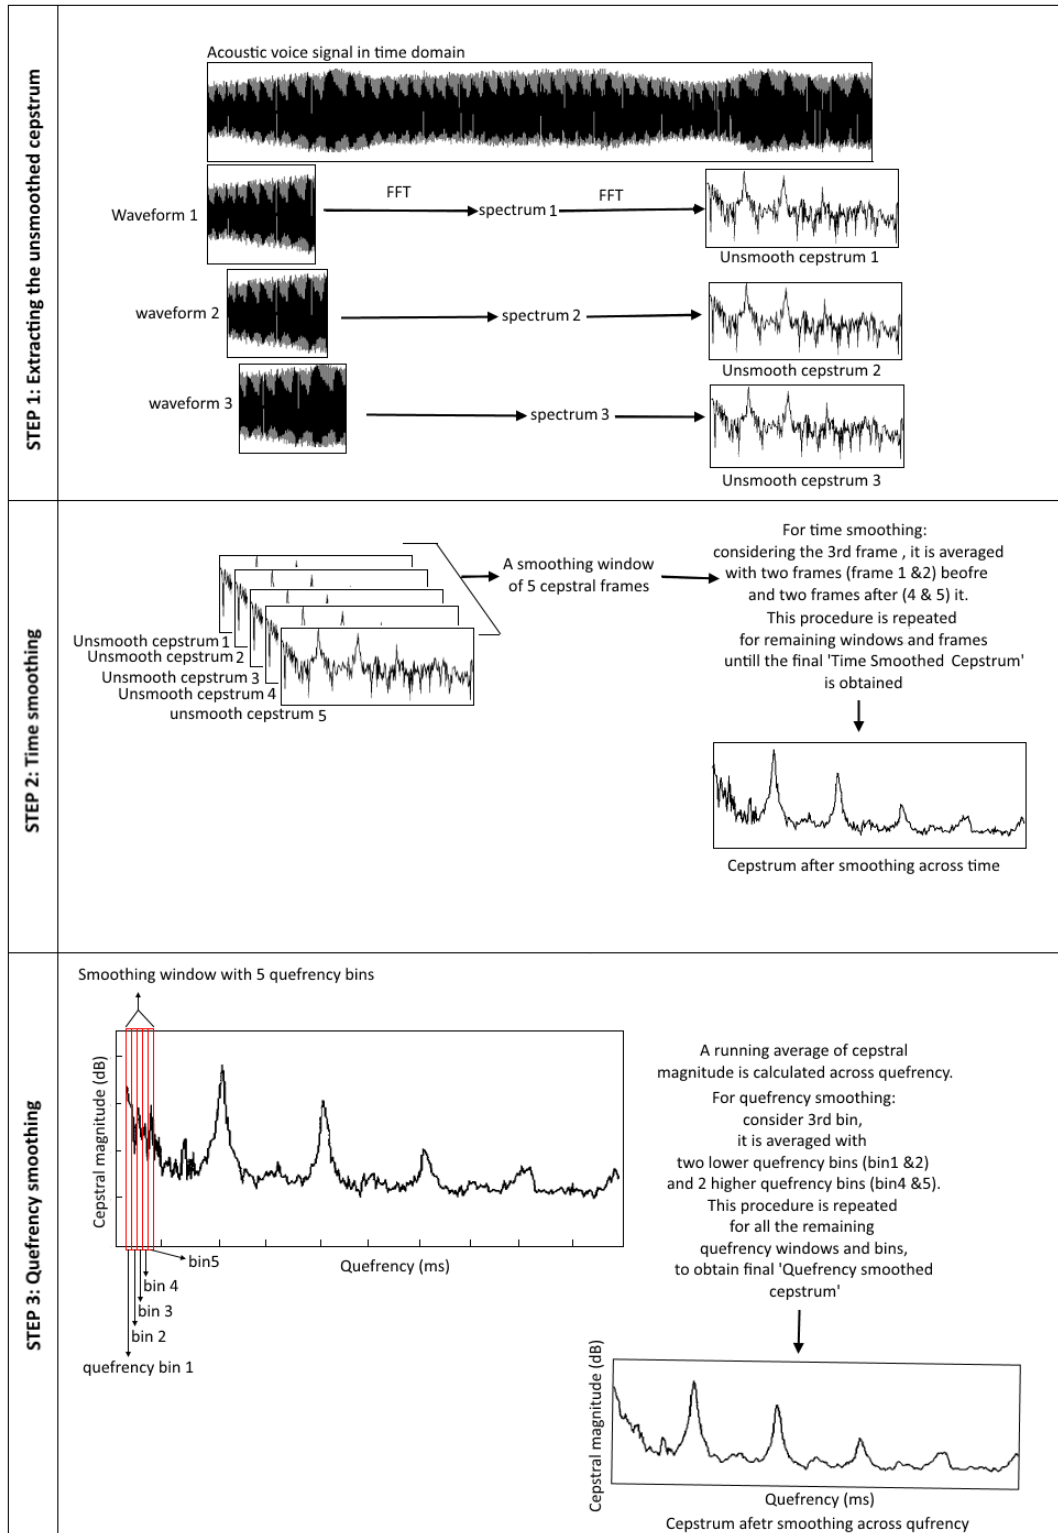 STEP 1: Extracting the unsmoothed cepstrum
Acoustic voice signal in time domain
Waveform 1
FFT
spectrum 1
FFT
Unsmooth cepstrum 1
waveform 2
spectrum 2
Unsmooth cepstrum 2
waveform 3
spectrum 3
Unsmooth cepstrum 3
STEP 2: Time smoothing
Unsmooth cepstrum 1
Unsmooth cepstrum 2
Unsmooth cepstrum 3
Unsmooth cepstrum 4
unsmooth cepstrum 5
A smoothing window
of 5 cepstral frames
For time smoothing:
considering the 3rd frame , it is averaged
with two frames (frame 1 &2) beofre
and two frames after (4 & 5) it.
This procedure is repeated
for remaining windows and frames
untill the final 'Time Smoothed Cepstrum'
is obtained
Cepstrum after smoothing across time
STEP 3: Quefrency smoothing
Smoothing window with 5 quefrency bins
Cepstral magnitude (dB)
Quefrency (ms)
bin5
bin 4
bin 3
bin 2
quefrency bin 1
A running average of cepstral
magnitude is calculated across quefrency.
For quefrency smoothing:
consider 3rd bin,
it is averaged with
two lower quefrency bins (bin1 &2)
and 2 higher quefrency bins (bin4 &5).
This procedure is repeated
for all the remaining
quefrency windows and bins,
to obtain final 'Quefrency smoothed
cepstrum'
Cepstral magnitude (dB)
Quefrency (ms)
Cepstrum afetr smoothing across qufrency